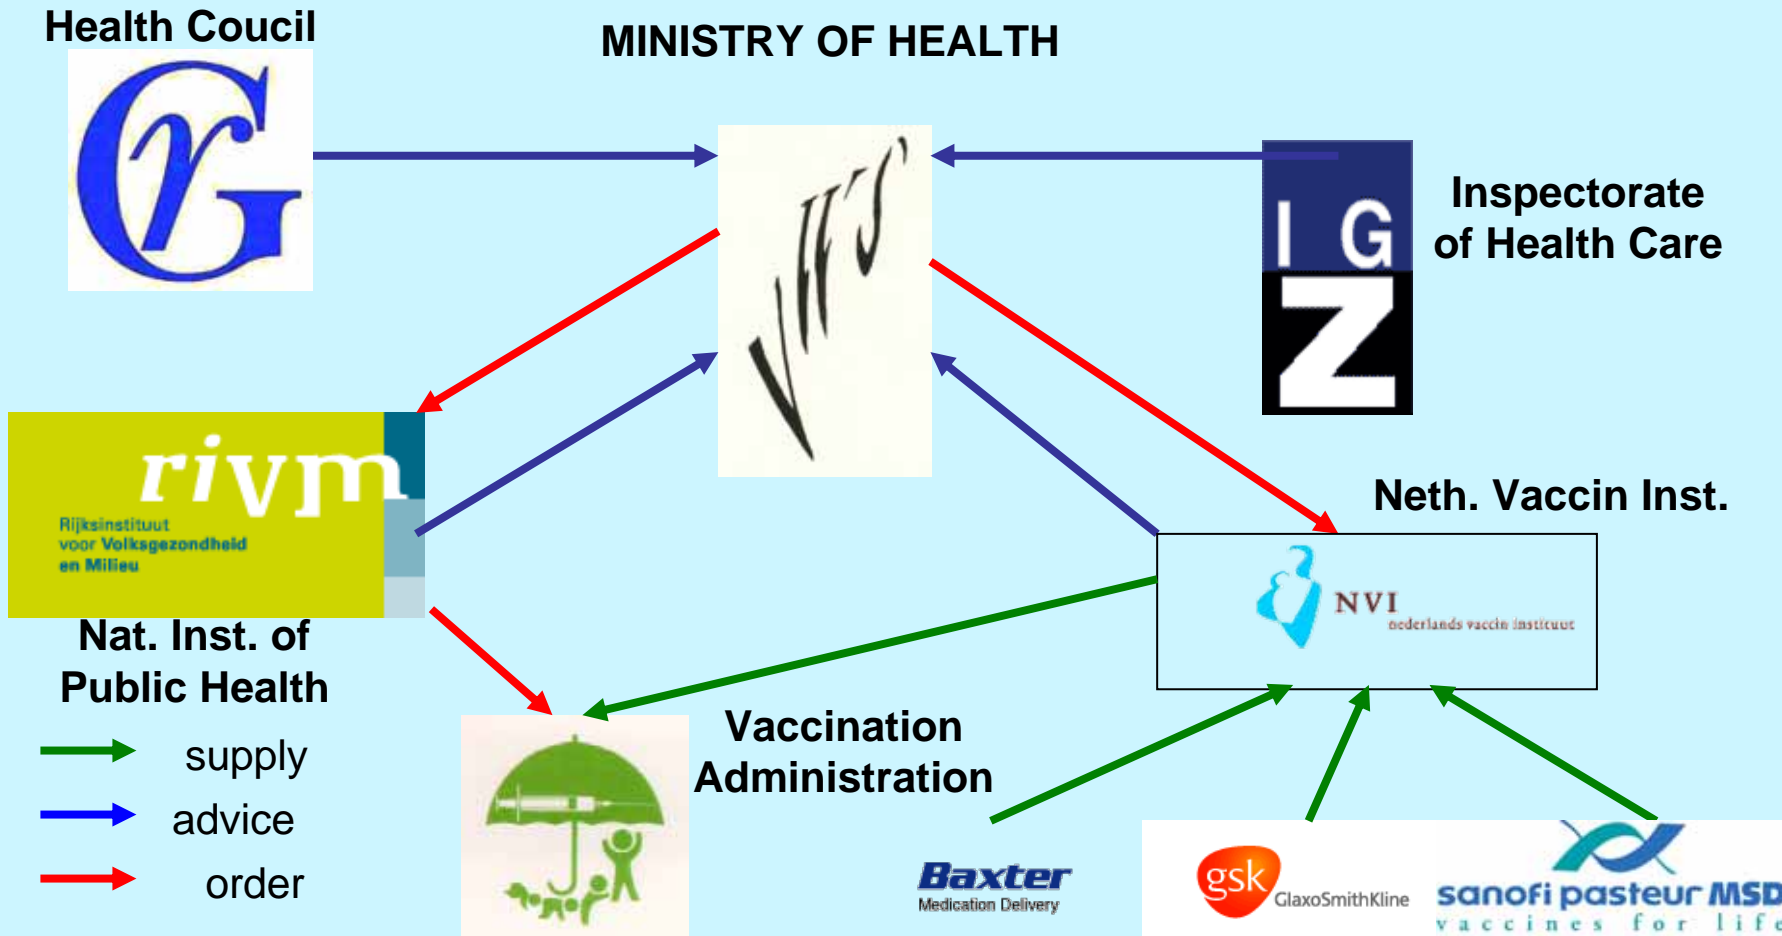 Health Coucil
MINISTRY OF HEALTH
Gr
I G
Z
Inspectorate
of Health Care
rivm
Rijksinstituut
voor Volksgezondheid
en Milieu
Neth. Vaccin Inst.
NVI
nederlands vaccin instituut
Nat. Inst. of
Public Health
supply
advice
order
Vaccination
Administration
Baxter
Medication Delivery
gsk
GlaxoSmithKline
sanofi pasteur MSD
vaccines for life